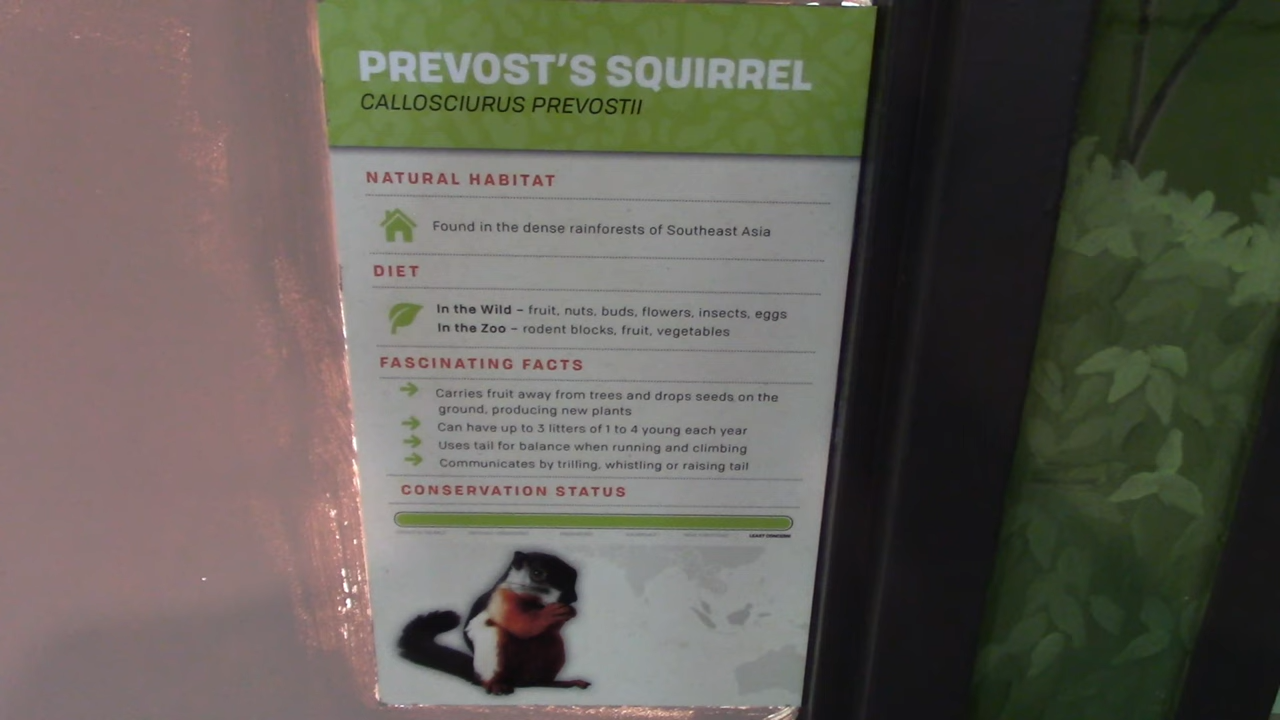 PREVOST'S SQUIRREL
CALLOSCIURUS PREVOSTII
NATURAL HABITAT
Found in the dense rainforests of Southeast Asia
DIET
In the Wild – fruit, nuts, buds, flowers, insects, eggs
In the Zoo – rodent blocks, fruit, vegetables
FASCINATING FACTS
Carries fruit away from trees and drops seeds on the
ground, producing new plants
Can have up to 3 litters of 1 to 4 young each year
Uses tail for balance when running and climbing
Communicates by trilling, whistling or raising tail
CONSERVATION STATUS
LEAST CONCERN